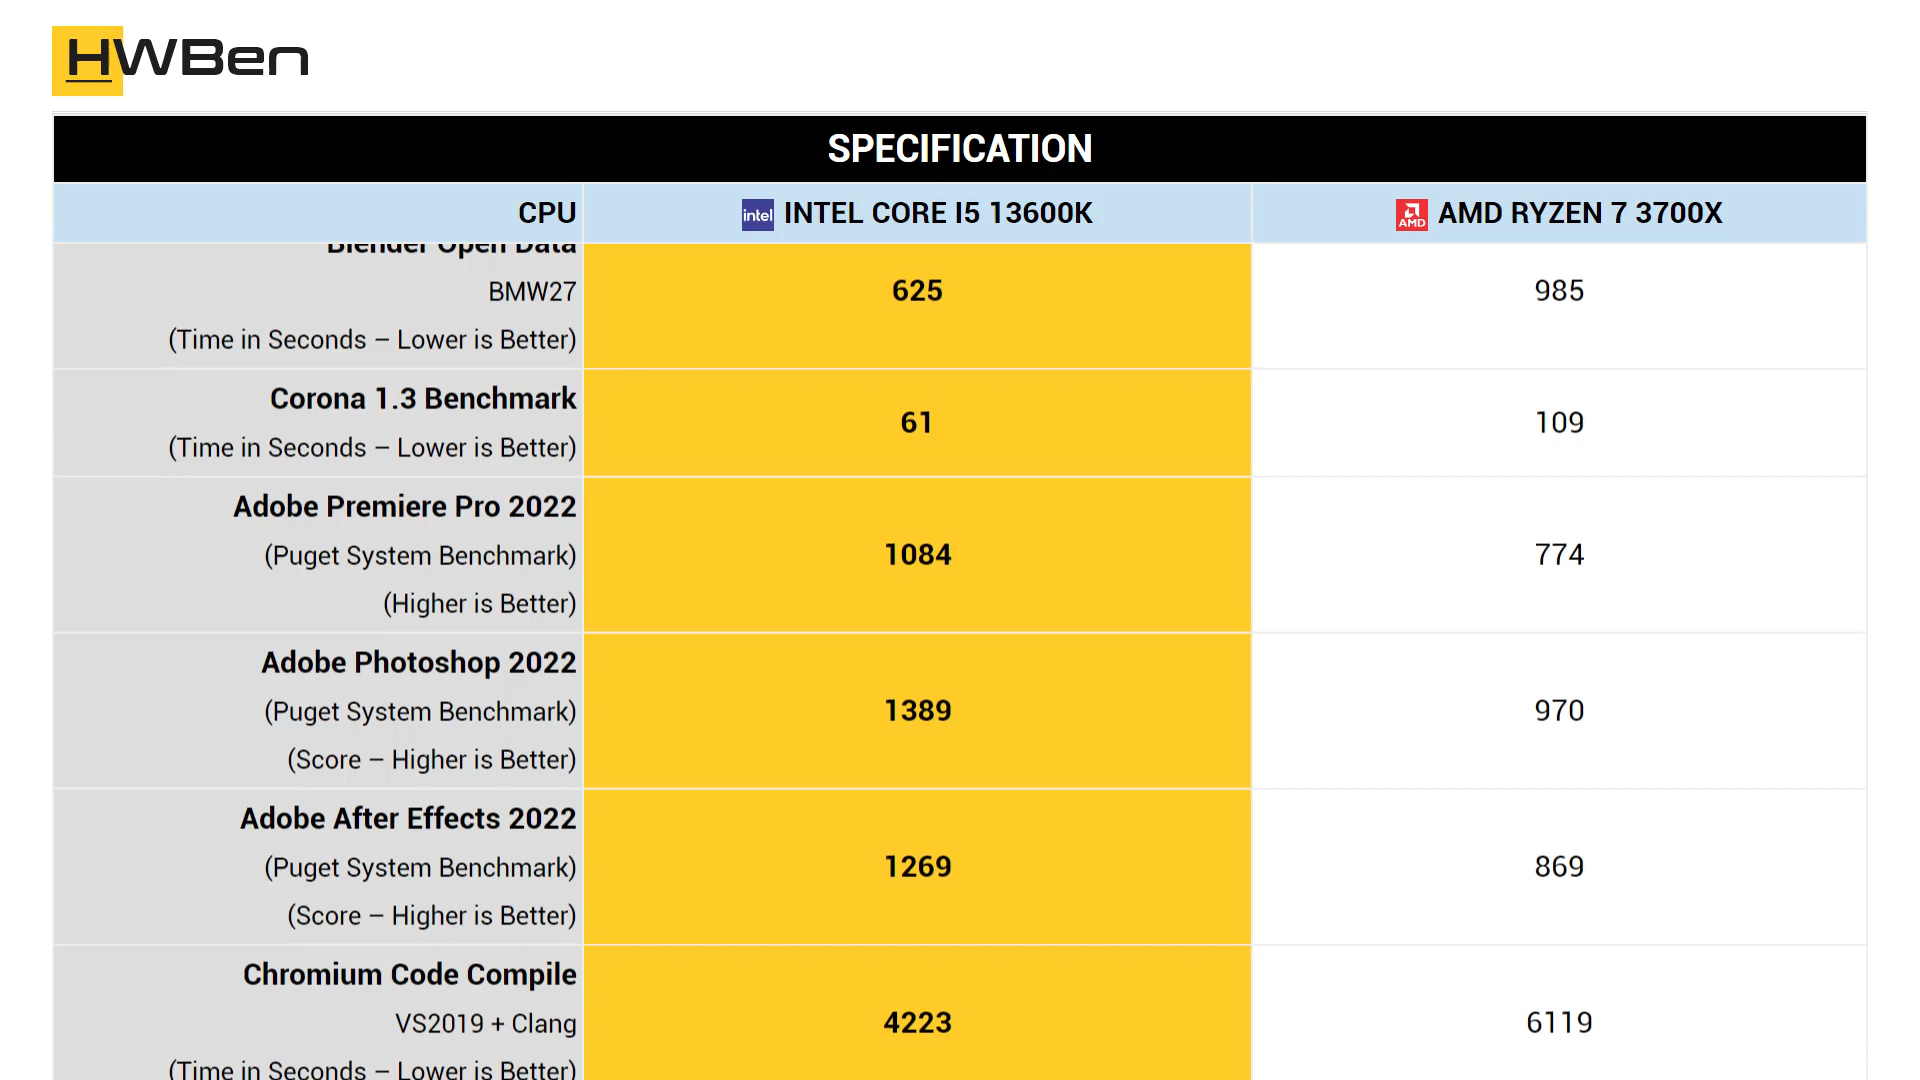 HWBen
SPECIFICATION
CPU intel INTEL CORE I5 13600K AMD AMD RYZEN 7 3700X
Blender Open Data
BMW27 625 985
(Time in Seconds – Lower is Better)
Corona 1.3 Benchmark
61 109
(Time in Seconds – Lower is Better)
Adobe Premiere Pro 2022
(Puget System Benchmark) 1084 774
(Higher is Better)
Adobe Photoshop 2022
(Puget System Benchmark) 1389 970
(Score – Higher is Better)
Adobe After Effects 2022
(Puget System Benchmark) 1269 869
(Score – Higher is Better)
Chromium Code Compile
VS2019 + Clang 4223 6119
(Time in Seconds – Lower is Better)